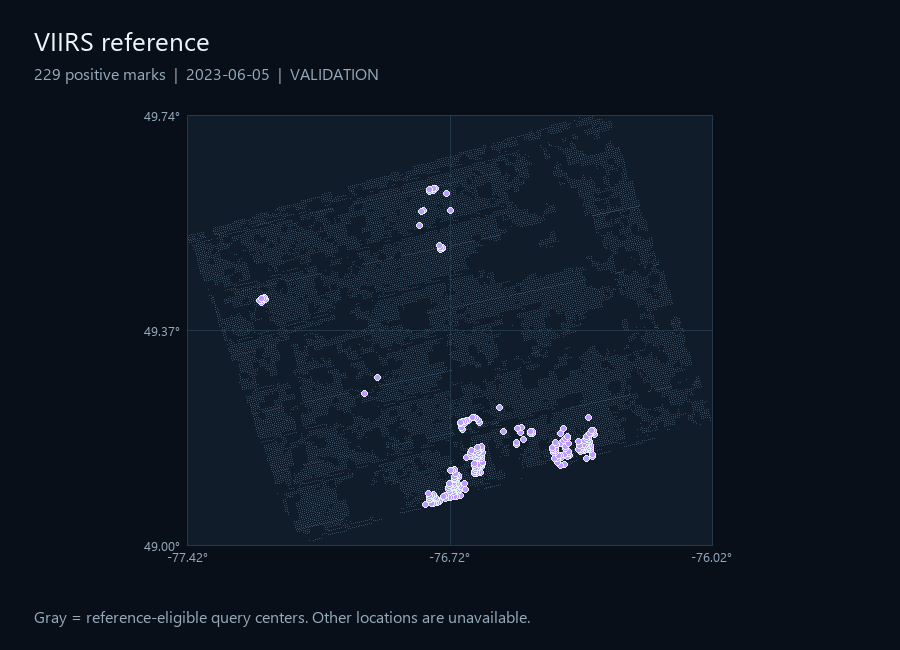 VIIRS reference
229 positive marks | 2023-06-05 | VALIDATION
49.74°
49.37°
49.00°
-77.42°
-76.72°
-76.02°
Gray = reference-eligible query centers. Other locations are unavailable.